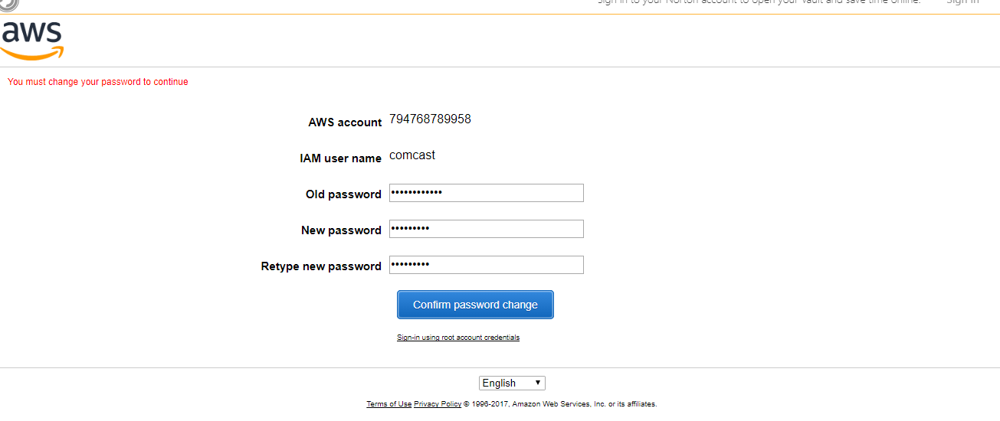 Sign in to your Norton account to open your vault and save time online. Sign In
aws
You must change your password to continue
AWS account 794768789958
IAM user name comcast
Old password ••••••••••••
New password •••••••••
Retype new password •••••••••
Confirm password change
Sign-in using root account credentials
English
Terms of Use Privacy Policy © 1996-2017, Amazon Web Services, Inc. or its affiliates.